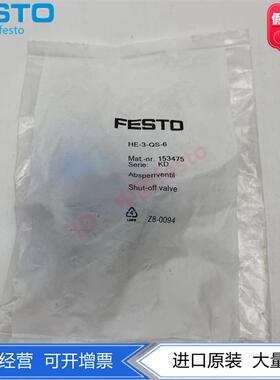 FESTO
festo
FESTO
HE-3-QS-6
Mat.-nr. 153475
Serie: KD
Absperrventil
Shut-off valve
LDPE
Z8-0094
经营 可开增票
进口原装 大量